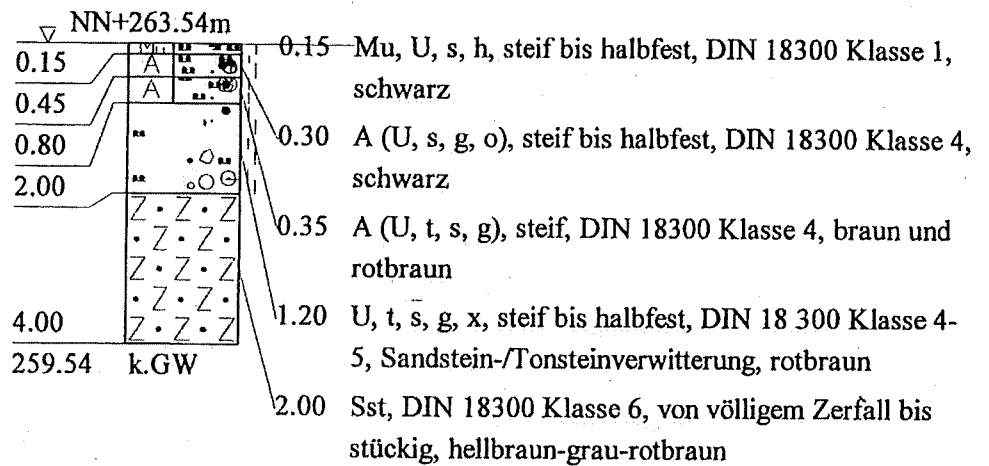 NN+263.54m
0.15
0.45
0.80
2.00
4.00
259.54 k.GW
Mu
A
A
Z · Z · Z
· Z · Z ·
Z · Z · Z
· Z · Z ·
Z · Z · Z
0.15 Mu, U, s, h, steif bis halbfest, DIN 18300 Klasse 1,
schwarz
0.30 A (U, s, g, o), steif bis halbfest, DIN 18300 Klasse 4,
schwarz
0.35 A (U, t, s, g), steif, DIN 18300 Klasse 4, braun und
rotbraun
1.20 U, t, s̄, g, x, steif bis halbfest, DIN 18 300 Klasse 4-
5, Sandstein-/Tonsteinverwitterung, rotbraun
2.00 Sst, DIN 18300 Klasse 6, von völligem Zerfall bis
stückig, hellbraun-grau-rotbraun